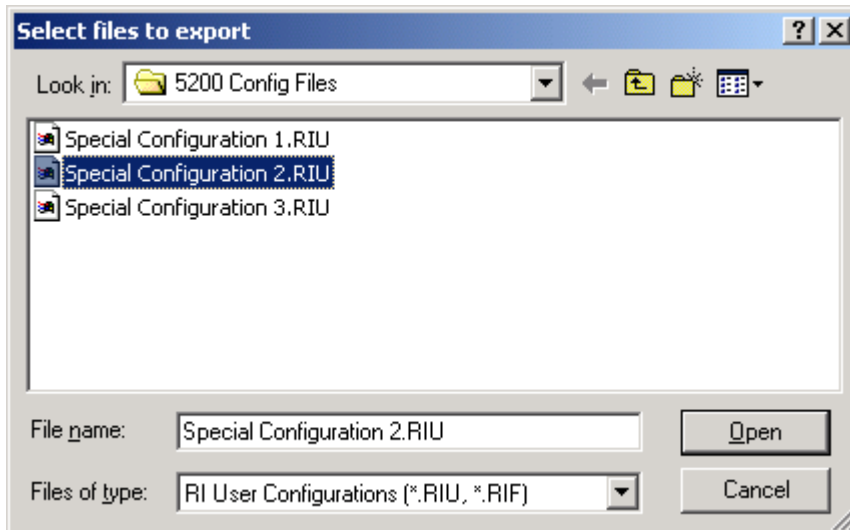 Select files to export
Look in: 5200 Config Files
Special Configuration 1.RIU
Special Configuration 2.RIU
Special Configuration 3.RIU
File name: Special Configuration 2.RIU Open
Files of type: RI User Configurations (*.RIU, *.RIF) Cancel